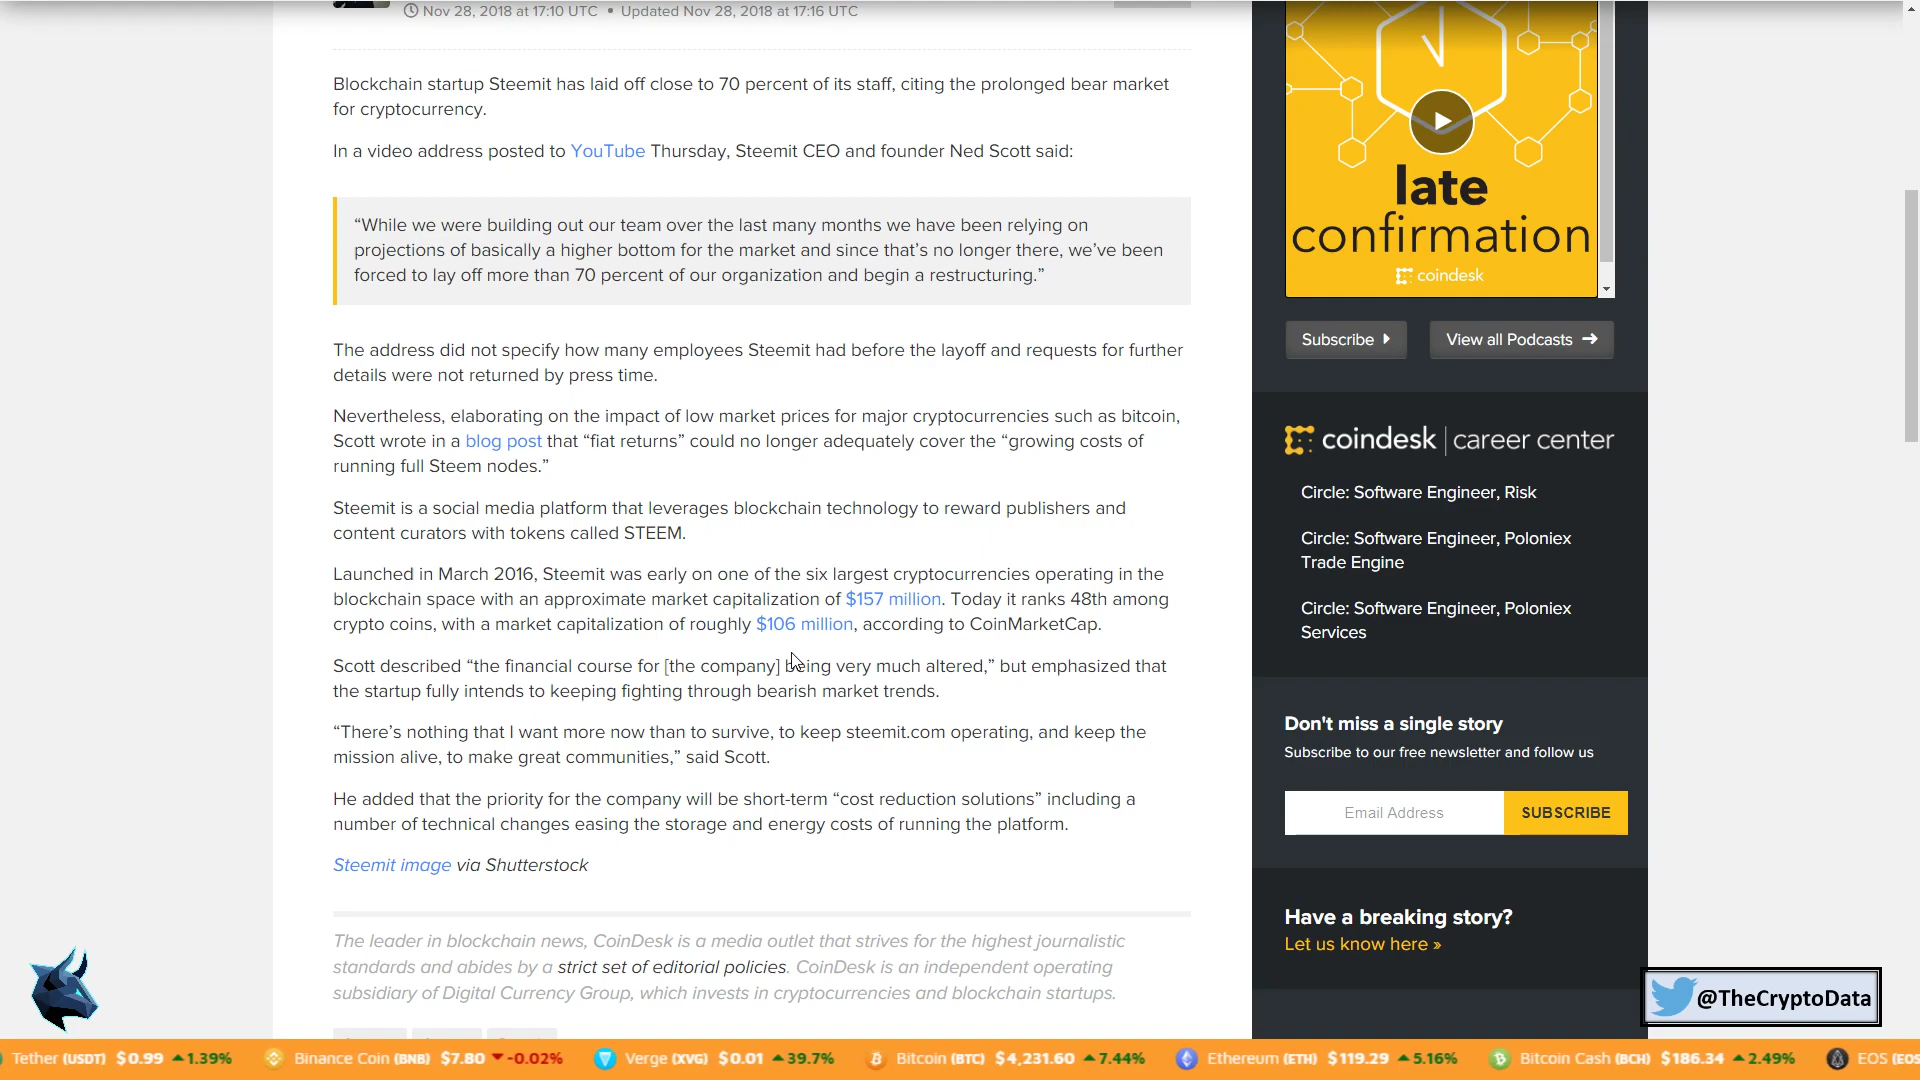 Nov 28, 2018 at 17:10 UTC • Updated Nov 28, 2018 at 17:16 UTC
Blockchain startup Steemit has laid off close to 70 percent of its staff, citing the prolonged bear market
for cryptocurrency.
In a video address posted to YouTube Thursday, Steemit CEO and founder Ned Scott said:
“While we were building out our team over the last many months we have been relying on
projections of basically a higher bottom for the market and since that’s no longer there, we’ve been
forced to lay off more than 70 percent of our organization and begin a restructuring.”
The address did not specify how many employees Steemit had before the layoff and requests for further
details were not returned by press time.
Nevertheless, elaborating on the impact of low market prices for major cryptocurrencies such as bitcoin,
Scott wrote in a blog post that “fiat returns” could no longer adequately cover the “growing costs of
running full Steem nodes.”
Steemit is a social media platform that leverages blockchain technology to reward publishers and
content curators with tokens called STEEM.
Launched in March 2016, Steemit was early on one of the six largest cryptocurrencies operating in the
blockchain space with an approximate market capitalization of $157 million. Today it ranks 48th among
crypto coins, with a market capitalization of roughly $106 million, according to CoinMarketCap.
Scott described “the financial course for [the company] being very much altered,” but emphasized that
the startup fully intends to keeping fighting through bearish market trends.
“There’s nothing that I want more now than to survive, to keep steemit.com operating, and keep the
mission alive, to make great communities,” said Scott.
He added that the priority for the company will be short-term “cost reduction solutions” including a
number of technical changes easing the storage and energy costs of running the platform.
Steemit image via Shutterstock
The leader in blockchain news, CoinDesk is a media outlet that strives for the highest journalistic
standards and abides by a strict set of editorial policies. CoinDesk is an independent operating
subsidiary of Digital Currency Group, which invests in cryptocurrencies and blockchain startups.
late
confirmation
coindesk
Subscribe
View all Podcasts
coindesk | career center
Circle: Software Engineer, Risk
Circle: Software Engineer, Poloniex
Trade Engine
Circle: Software Engineer, Poloniex
Services
Don't miss a single story
Subscribe to our free newsletter and follow us
Email Address
SUBSCRIBE
Have a breaking story?
Let us know here »
@TheCryptoData
Tether (USDT) $0.99 1.39% Binance Coin (BNB) $7.80 -0.02% Verge (XVG) $0.01 39.7% Bitcoin (BTC) $4,231.60 7.44% Ethereum (ETH) $119.29 5.16% Bitcoin Cash (BCH) $186.34 2.49% EOS (EOS